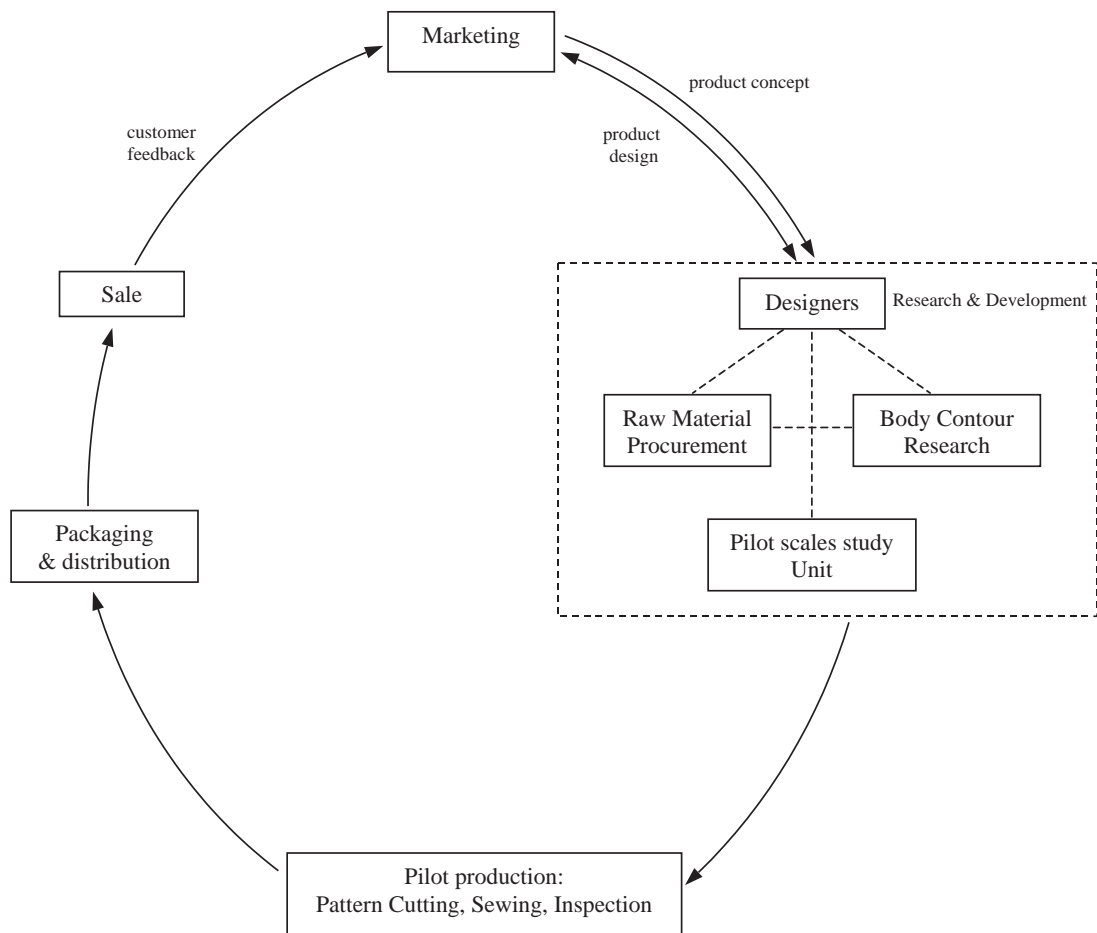 Marketing
product concept
product
design
customer
feedback
Sale
Designers
Research & Development
Raw Material
Procurement
Body Contour
Research
Packaging
& distribution
Pilot scales study
Unit
Pilot production:
Pattern Cutting, Sewing, Inspection